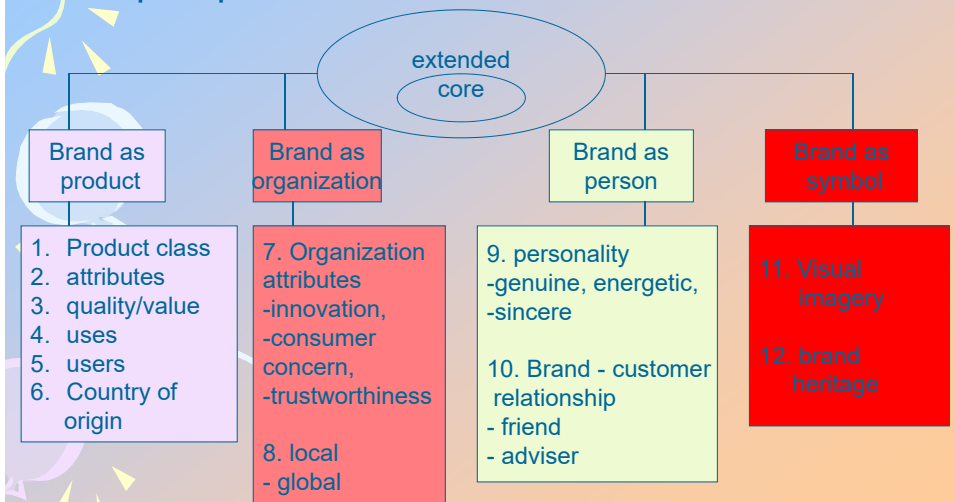 extended
core
Brand as
product
Brand as
organization
Brand as
person
Brand as
symbol
1. Product class
2. attributes
3. quality/value
4. uses
5. users
6. Country of
origin
7. Organization
attributes
-innovation,
-consumer
concern,
-trustworthiness
8. local
- global
9. personality
-genuine, energetic,
-sincere
10. Brand - customer
relationship
- friend
- adviser
11. Visual
imagery
12. brand
heritage